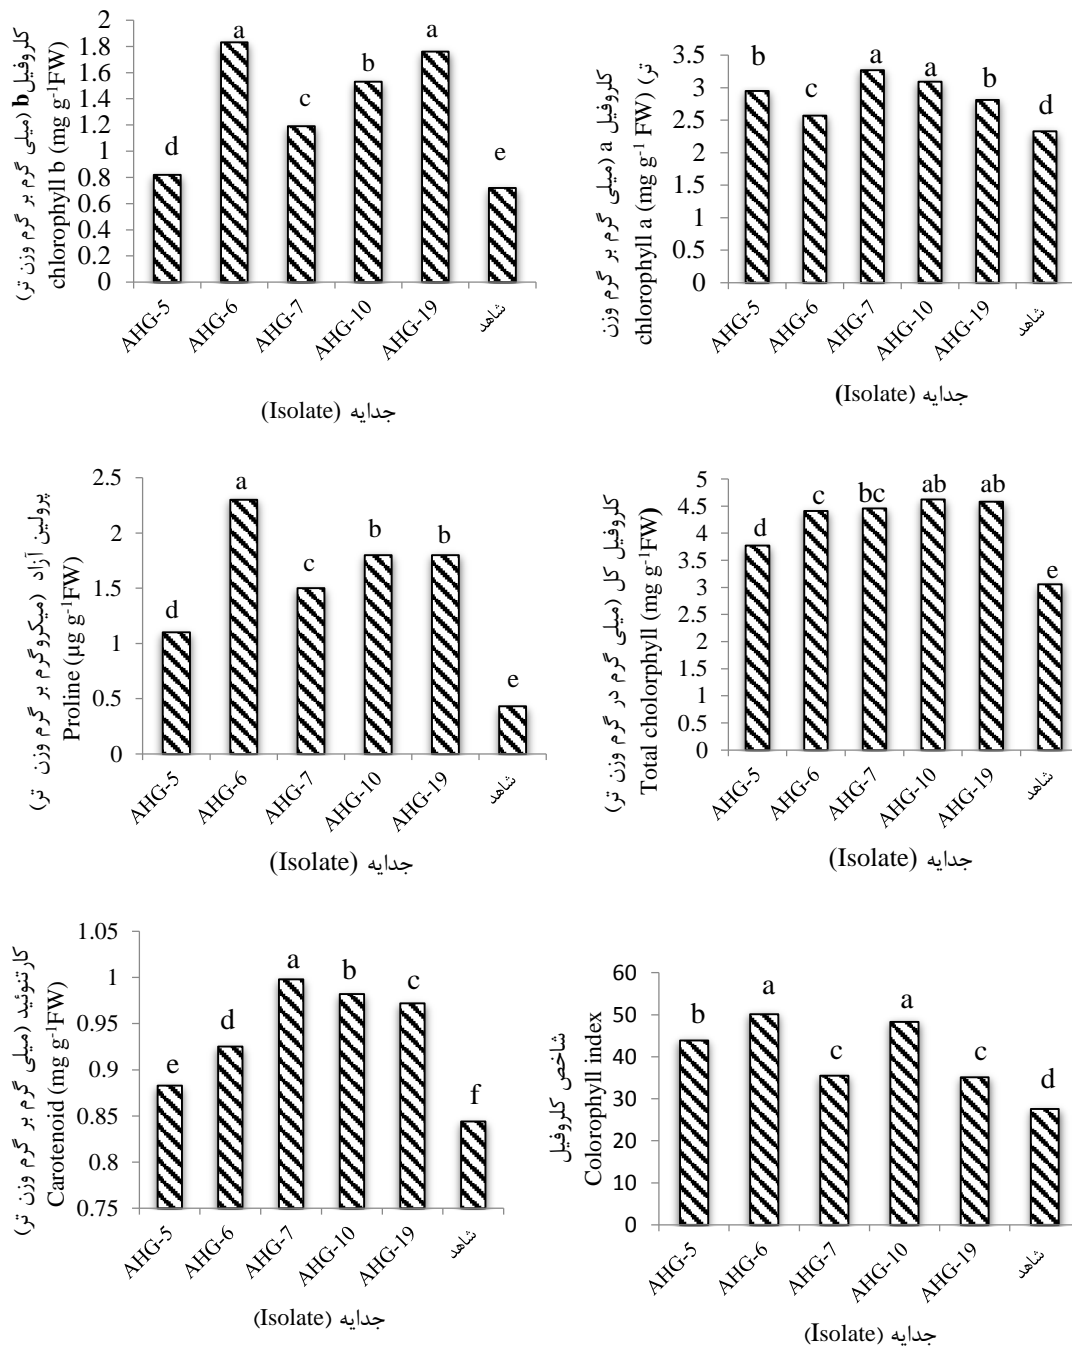 کلروفیل b (میلی گرم بر گرم وزن تر)
chlorophyll b (mg g-1FW)
2
1.8
1.6
1.4
1.2
1
0.8
0.6
0.4
0.2
0
d
a
c
b
a
e
AHG-5
AHG-6
AHG-7
AHG-10
AHG-19
شاهد
جدایه (Isolate)
کلروفیل a (میلی گرم بر گرم وزن تر)
chlorophyll a (mg g-1 FW)
3.5
3
2.5
2
1.5
1
0.5
0
b
c
a
a
b
d
AHG-5
AHG-6
AHG-7
AHG-10
AHG-19
شاهد
جدایه (Isolate)
پرولین آزاد (میکروگرم بر گرم وزن تر)
Proline (µg g-1FW)
2.5
2
1.5
1
0.5
0
d
a
c
b
b
e
AHG-5
AHG-6
AHG-7
AHG-10
AHG-19
شاهد
جدایه (Isolate)
کلروفیل کل (میلی گرم در گرم وزن تر)
Total cholorphyll (mg g-1FW)
5
4.5
4
3.5
3
2.5
2
1.5
1
0.5
0
d
c
bc
ab
ab
e
AHG-5
AHG-6
AHG-7
AHG-10
AHG-19
شاهد
جدایه (Isolate)
کارتنوئید (میلی گرم بر گرم وزن تر)
Carotenoid (mg g-1FW)
1.05
1
0.95
0.9
0.85
0.8
0.75
e
d
a
b
c
f
AHG-5
AHG-6
AHG-7
AHG-10
AHG-19
شاهد
جدایه (Isolate)
شاخص کلروفیل
Colorophyll index
60
50
40
30
20
10
0
b
a
c
a
c
d
AHG-5
AHG-6
AHG-7
AHG-10
AHG-19
شاهد
جدایه (Isolate)